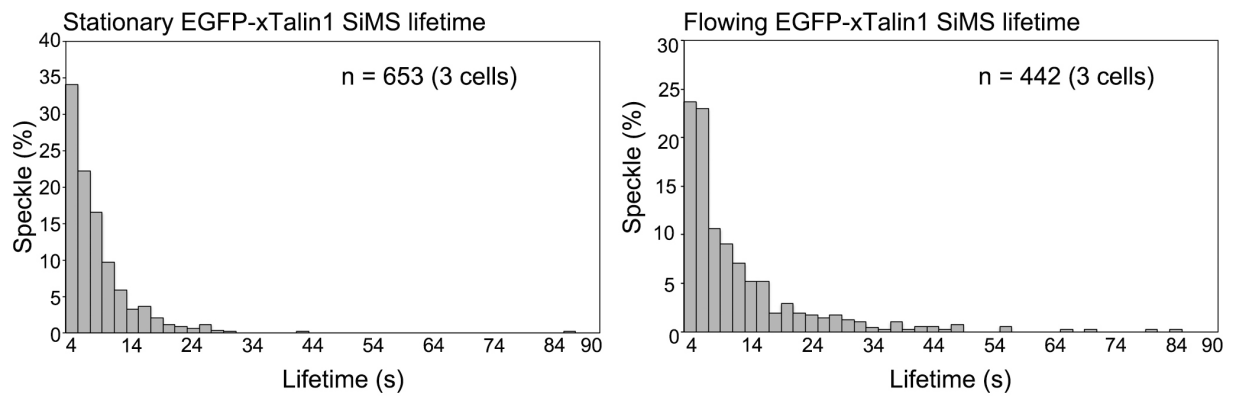 Stationary EGFP-xTalin1 SiMS lifetime
40
35
30
25
20
15
10
5
0
Speckle (%)
n = 653 (3 cells)
4 14 24 34 44 54 64 74 84 90
Lifetime (s)
Flowing EGFP-xTalin1 SiMS lifetime
30
25
20
15
10
5
0
Speckle (%)
n = 442 (3 cells)
4 14 24 34 44 54 64 74 84 90
Lifetime (s)